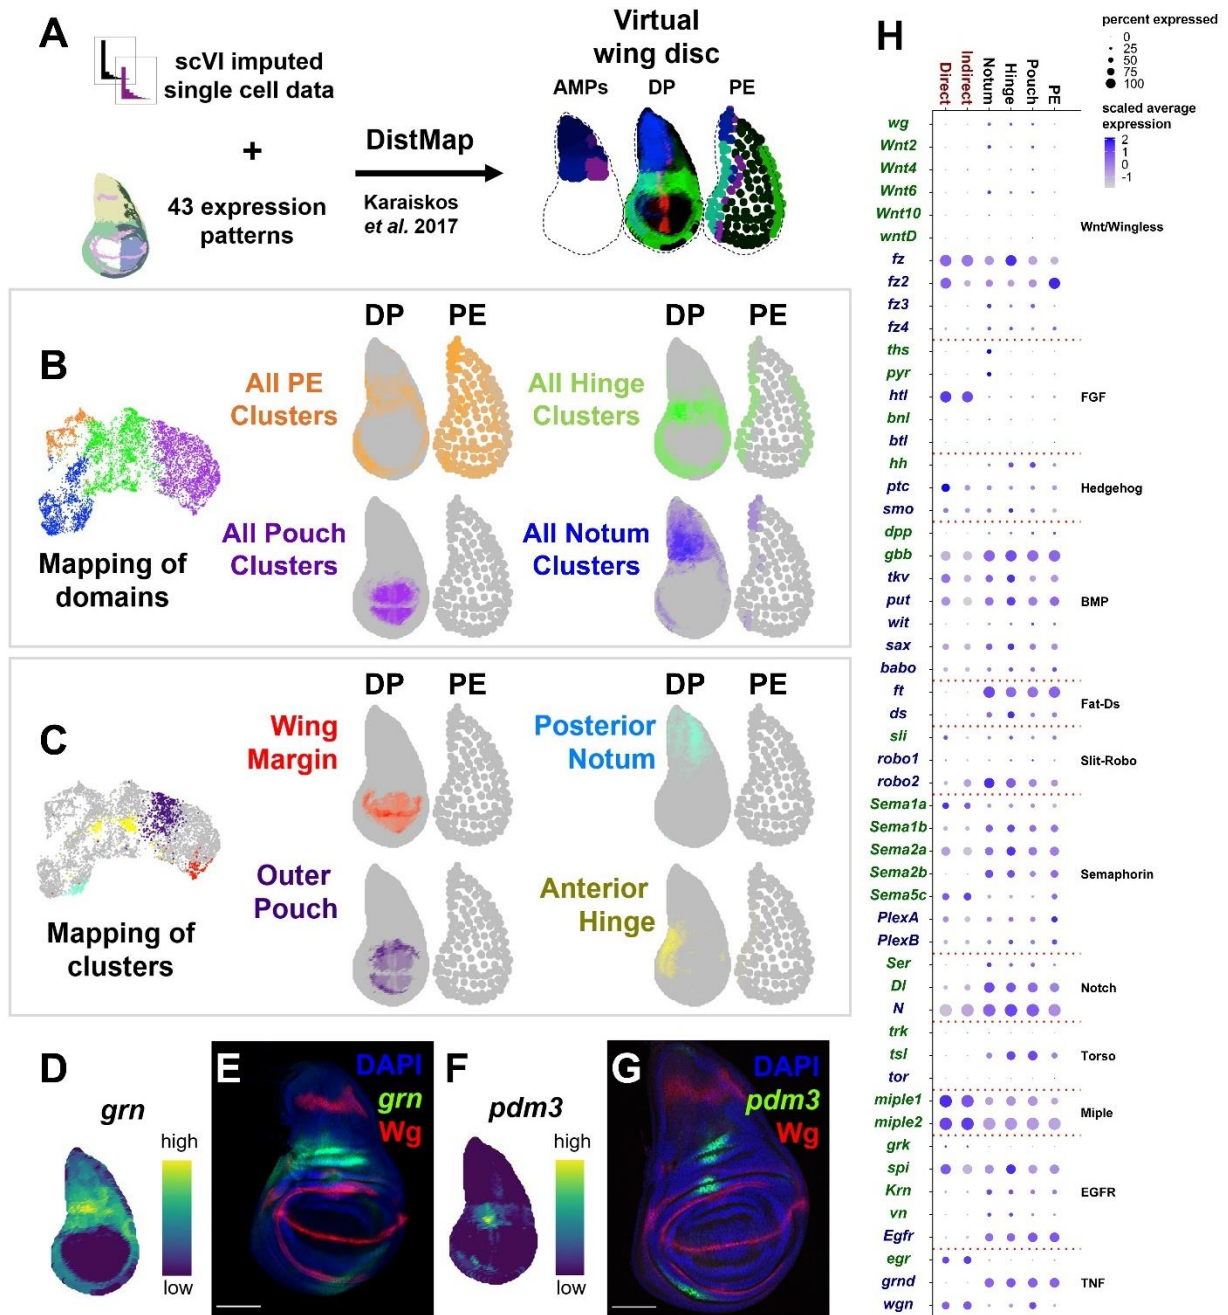 A
scVI imputed
single cell data
+
43 expression
patterns
DistMap
Karaiskos
et al. 2017
Virtual
wing disc
AMPs DP PE
B
Mapping of
domains
DP PE
All PE
Clusters
DP PE
All Hinge
Clusters
All Pouch
Clusters
All Notum
Clusters
C
Mapping of
clusters
DP PE
Wing
Margin
DP PE
Posterior
Notum
Outer
Pouch
Anterior
Hinge
D
grn
high
low
E
DAPI
grn
Wg
F
pdm3
high
low
G
DAPI
pdm3
Wg
H
Direct
Indirect
Notum
Hinge
Pouch
PE
percent expressed
0
25
50
75
100
scaled average
expression
2
1
0
-1
wg
Wnt2
Wnt4
Wnt6
Wnt10
wntD
Wnt/Wingless
fz
fz2
fz3
fz4
ths
pyr
htl
FGF
bnl
btl
hh
ptc
Hedgehog
smo
dpp
gbb
tkv
put
BMP
wit
sax
babo
ft
Fat-Ds
ds
sli
robo1
Slit-Robo
robo2
Sema1a
Sema1b
Sema2a
Sema2b
Semaphorin
Sema5c
PlexA
PlexB
Ser
Dl
Notch
N
trk
tsl
Torso
tor
miple1
Miple
miple2
grk
spi
Krn
EGFR
vn
Egfr
egr
grnd
TNF
wgn